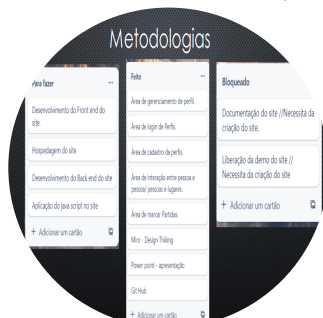 Metodologias
Para fazer
Desenvolvimento do Front end do
site.
Hospedagem do site
Desenvolvimento do Back end do site
Aplicação do java script no site
+ Adicionar um cartão
Feito
Área de gerenciamento de perfil.
Área de login de Perfis.
Área de cadastro de perfis.
Área de interação entre pessoa e
pessoa/ pessoas e lugares.
Área de marcar Partidas.
Miro - Design Thiking
Power point - apresentação
Git Hub
+ Adicionar um cartão
Bloqueado
Documentação do site //Necessita da
criação do site.
Liberação da demo do site //
Necessita da criação do site
+ Adicionar um cartão